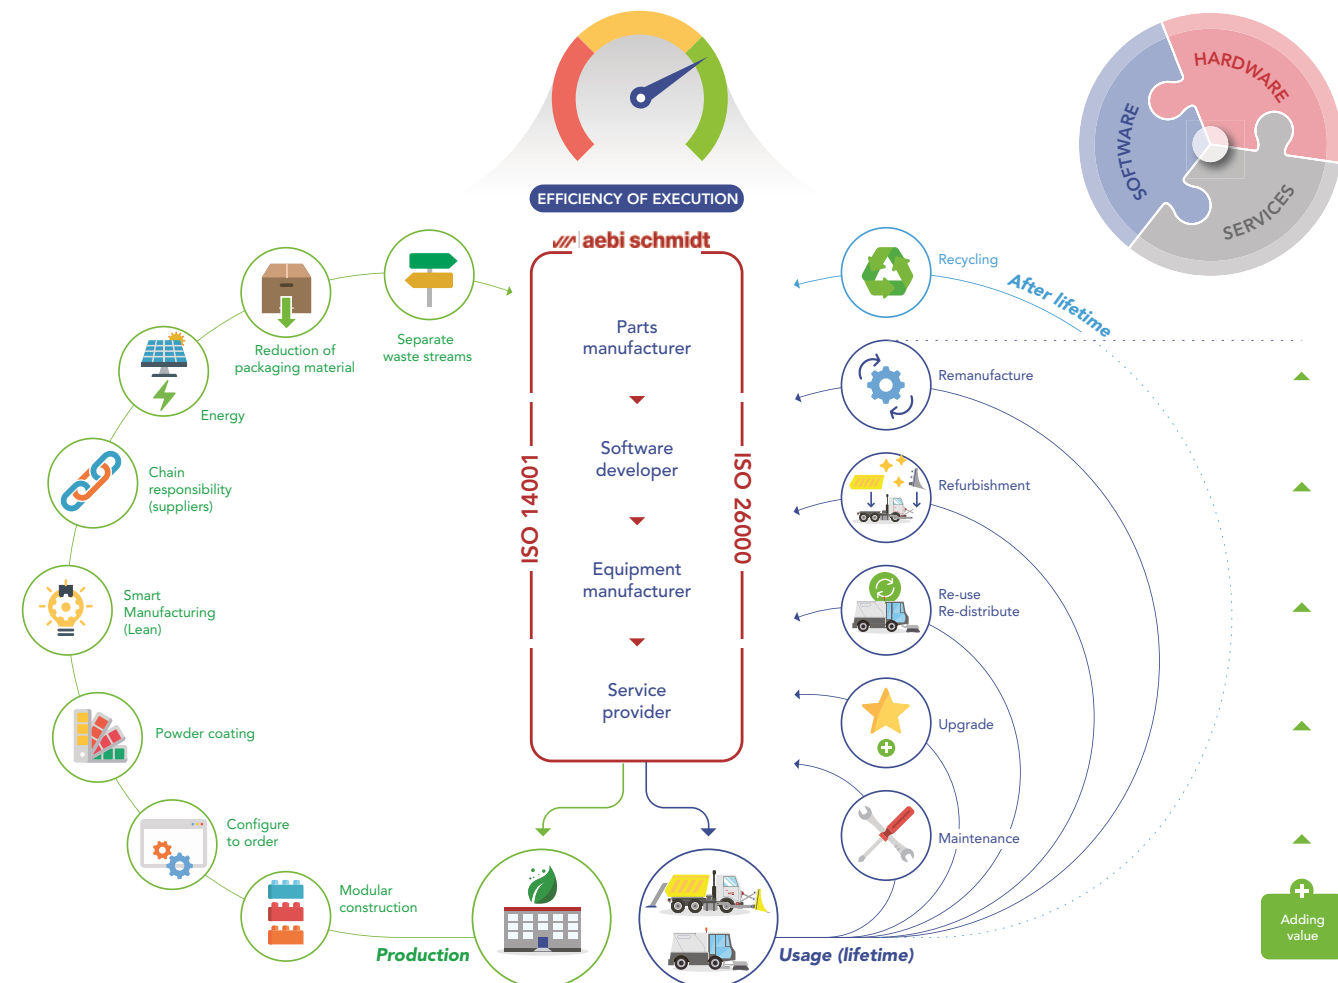 HARDWARE
SOFTWARE
SERVICES
EFFICIENCY OF EXECUTION
aebi schmidt
Parts
manufacturer
Software
developer
Equipment
manufacturer
Service
provider
ISO 14001
ISO 26000
Separate
waste streams
Reduction of
packaging material
Energy
Chain
responsibility
(suppliers)
Smart
Manufacturing
(Lean)
Powder coating
Configure
to order
Modular
construction
Production
Recycling
After lifetime
Remanufacture
Refurbishment
Re-use
Re-distribute
Upgrade
Maintenance
Usage (lifetime)
Adding
value